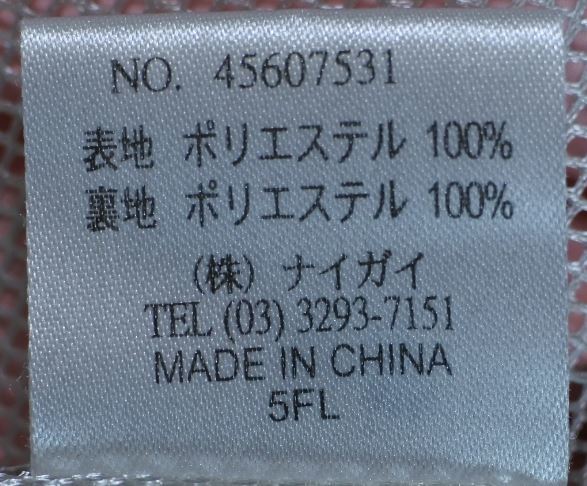 NO. 45607531
表地 ポリエステル 100%
裏地 ポリエステル 100%
(株) ナイガイ
TEL (03) 3293-7151
MADE IN CHINA
5FL